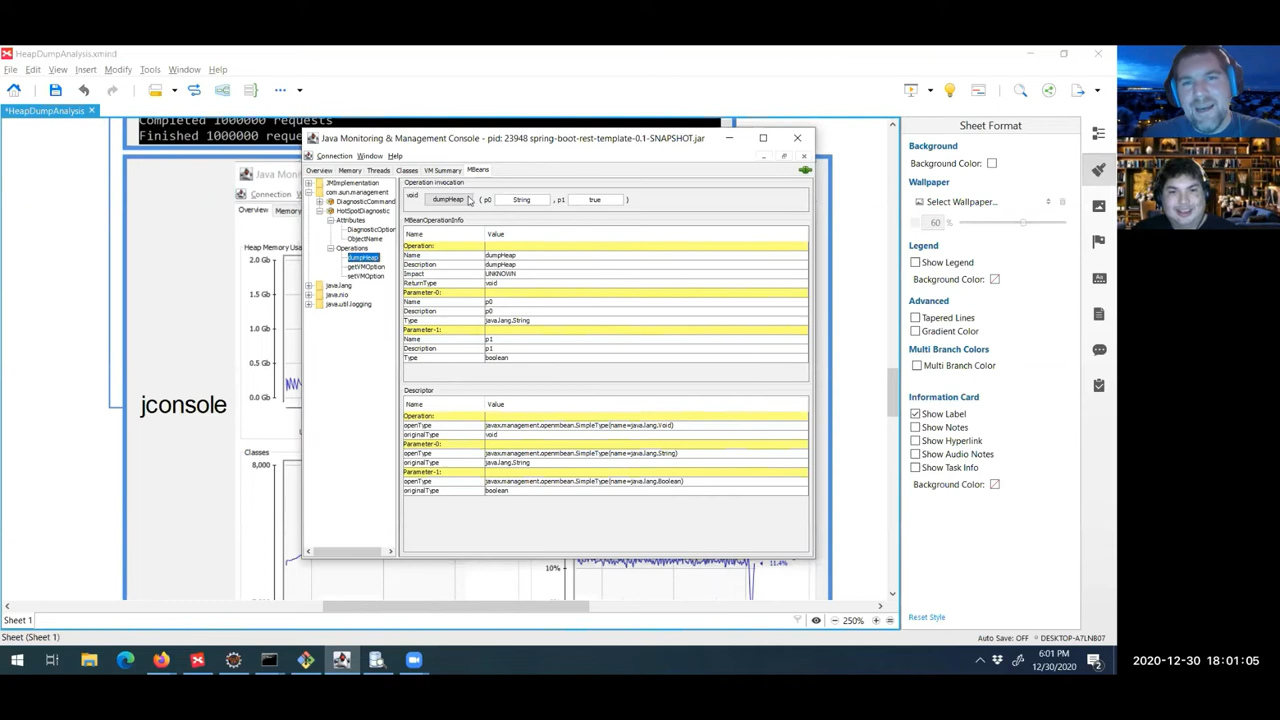 HeapDumpAnalysis.xmind
File Edit View Insert Modify Tools Window Help
*HeapDumpAnalysis
Completed 1000000 requests
Finished 1000000 reque
Java Monitoring & Management Console - pid: 23948 spring-boot-rest-template-0.1-SNAPSHOT.jar
Connection Window Help
Overview Memory Threads Classes VM Summary MBeans
JMImplementation
com.sun.management
DiagnosticCommand
HotSpotDiagnostic
Attributes
DiagnosticOption
ObjectName
Operations
dumpHeap
getVMOption
setVMOption
java.lang
java.nio
java.util.logging
Operation invocation
void dumpHeap ( p0 String , p1 true )
MBeanOperationInfo
Name Value
Operation:
Name dumpHeap
Description dumpHeap
Impact UNKNOWN
ReturnType void
Parameter-0:
Name p0
Description p0
Type java.lang.String
Parameter-1:
Name p1
Description p1
Type boolean
Descriptor
Name Value
Operation:
openType javax.management.openmbean.SimpleType(name=java.lang.Void)
originalType void
Parameter-0:
openType javax.management.openmbean.SimpleType(name=java.lang.String)
originalType java.lang.String
Parameter-1:
openType javax.management.openmbean.SimpleType(name=java.lang.Boolean)
originalType boolean
Java Mon
Connection
Overview Memory
Heap Memory Usa
2.0 Gb
1.5 Gb
1.0 Gb
0.5 Gb
0.0 Gb
jconsole
Classes
8,000
10%
11.4%
Sheet Format
Background
Background Color:
Wallpaper
Select Wallpaper...
60 %
Legend
Show Legend
Background Color:
Advanced
Tapered Lines
Gradient Color
Multi Branch Colors
Multi Branch Color
Information Card
Show Label
Show Notes
Show Hyperlink
Show Audio Notes
Show Task Info
Background Color:
Reset Style
Sheet 1
250%
Sheet (Sheet 1)
Auto Save: OFF DESKTOP-A7LNB07
6:01 PM
12/30/2020
2
2020-12-30 18:01:05